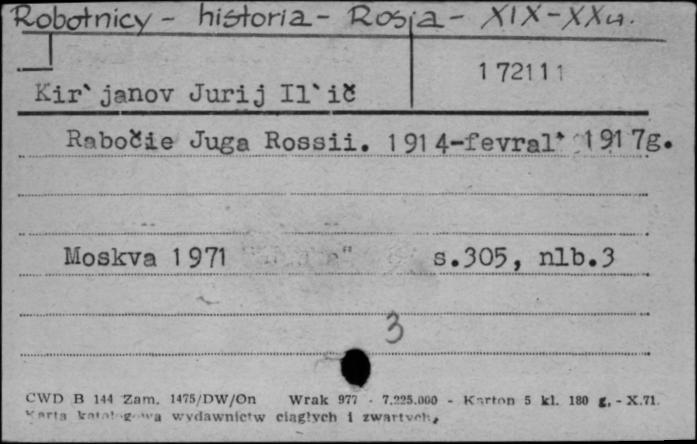 Robotnicy - historia - Rosja - XIX-XX w.
172111
Kir`janov Jurij Il`ič
Rabočie Juga Rossii. 1914-fevral` 1917g.
Moskva 1971 s.305, nlb.3
3
CWD B 144 Zam. 1475/DW/On Wrak 977 - 7.225.000 - Karton 5 kl. 180 g. - X.71.
Karta katalogowa wydawnictw ciągłych i zwartych.